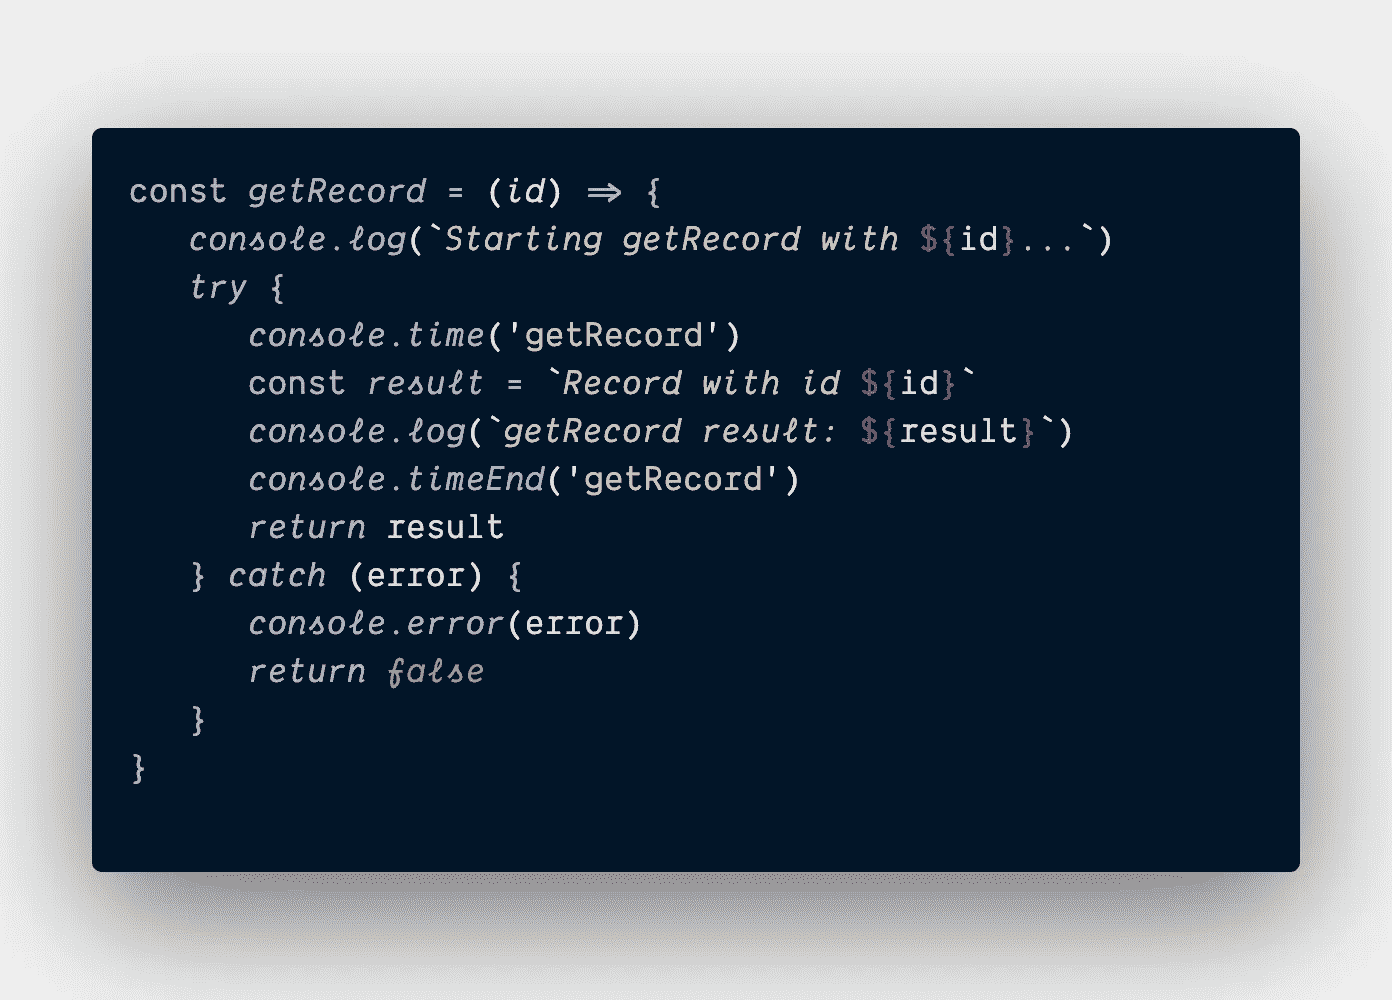 const getRecord = (id) => {
   console.log(`Starting getRecord with ${id}...`)
   try {
      console.time('getRecord')
      const result = `Record with id ${id}`
      console.log(`getRecord result: ${result}`)
      console.timeEnd('getRecord')
      return result
   } catch (error) {
      console.error(error)
      return false
   }
}